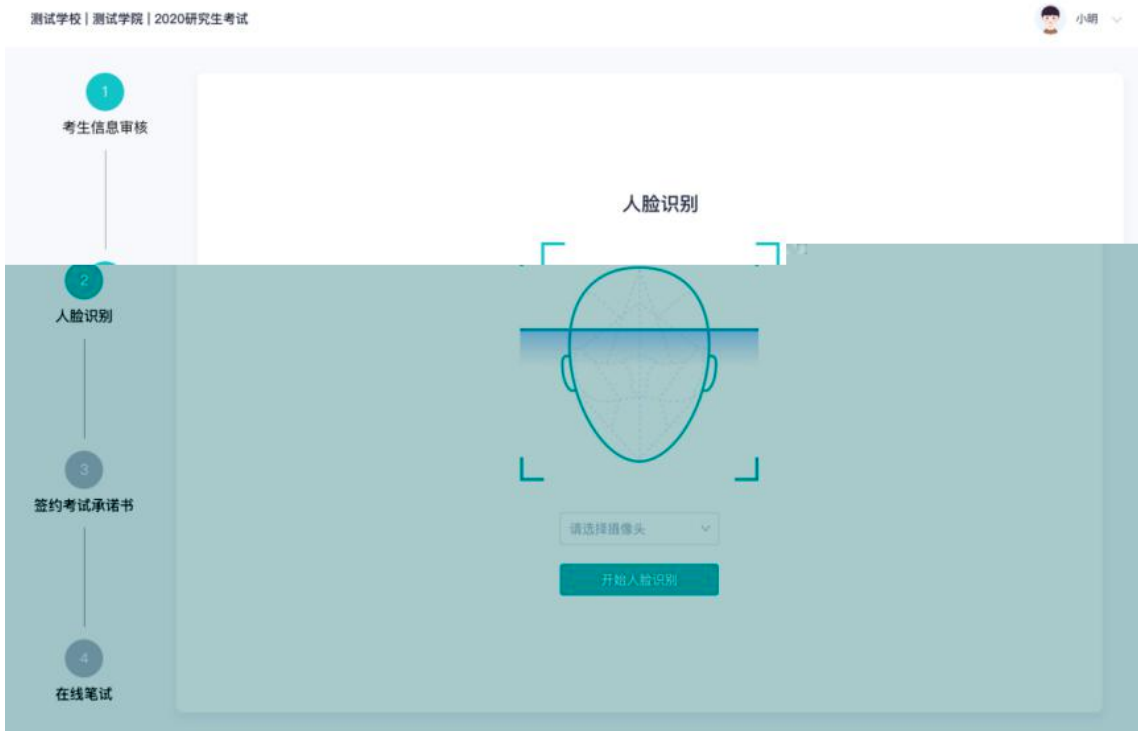 测试学校 | 测试学院 | 2020研究生考试
小明
1
考生信息审核
人脸识别
2
人脸识别
3
签约考试承诺书
请选择摄像头
开始人脸识别
4
在线笔试